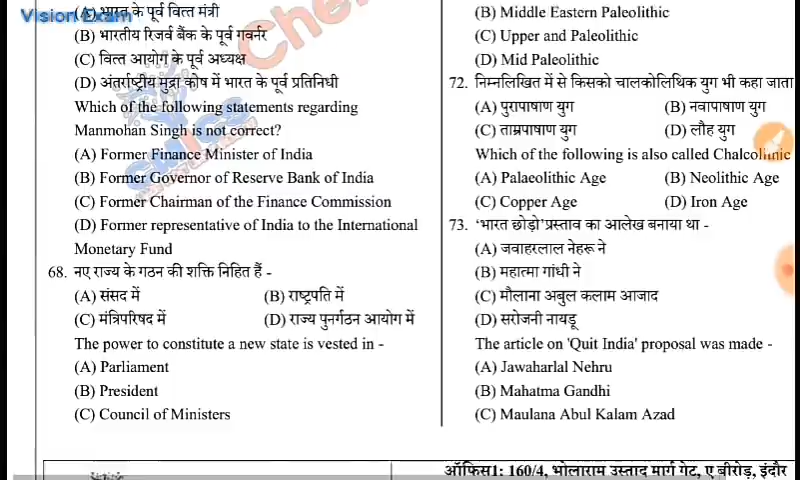 Vision Exam
(A) भारत के पूर्व वित्त मंत्री
(B) भारतीय रिजर्व बैंक के पूर्व गवर्नर
(C) वित्त आयोग के पूर्व अध्यक्ष
(D) अंतर्राष्ट्रीय मुद्रा कोष में भारत के पूर्व प्रतिनिधी
Which of the following statements regarding
Manmohan Singh is not correct?
(A) Former Finance Minister of India
(B) Former Governor of Reserve Bank of India
(C) Former Chairman of the Finance Commission
(D) Former representative of India to the International
Monetary Fund
68. नए राज्य के गठन की शक्ति निहित हैं -
(A) संसद में (B) राष्ट्रपति में
(C) मंत्रिपरिषद में (D) राज्य पुनर्गठन आयोग में
The power to constitute a new state is vested in -
(A) Parliament
(B) President
(C) Council of Ministers
(B) Middle Eastern Paleolithic
(C) Upper and Paleolithic
(D) Mid Paleolithic
72. निम्नलिखित में से किसको चालकोलिथिक युग भी कहा जाता
(A) पुरापाषाण युग (B) नवापाषाण युग
(C) ताम्रपाषाण युग (D) लौह युग
Which of the following is also called Chalcolithic
(A) Palaeolithic Age (B) Neolithic Age
(C) Copper Age (D) Iron Age
73. 'भारत छोड़ो'प्रस्ताव का आलेख बनाया था -
(A) जवाहरलाल नेहरू ने
(B) महात्मा गांधी ने
(C) मौलाना अबुल कलाम आजाद
(D) सरोजनी नायडू
The article on 'Quit India' proposal was made -
(A) Jawaharlal Nehru
(B) Mahatma Gandhi
(C) Maulana Abul Kalam Azad
ऑफिस1: 160/4, भोलाराम उस्ताद मार्ग गेट, ए बीरोड़, इंदौर